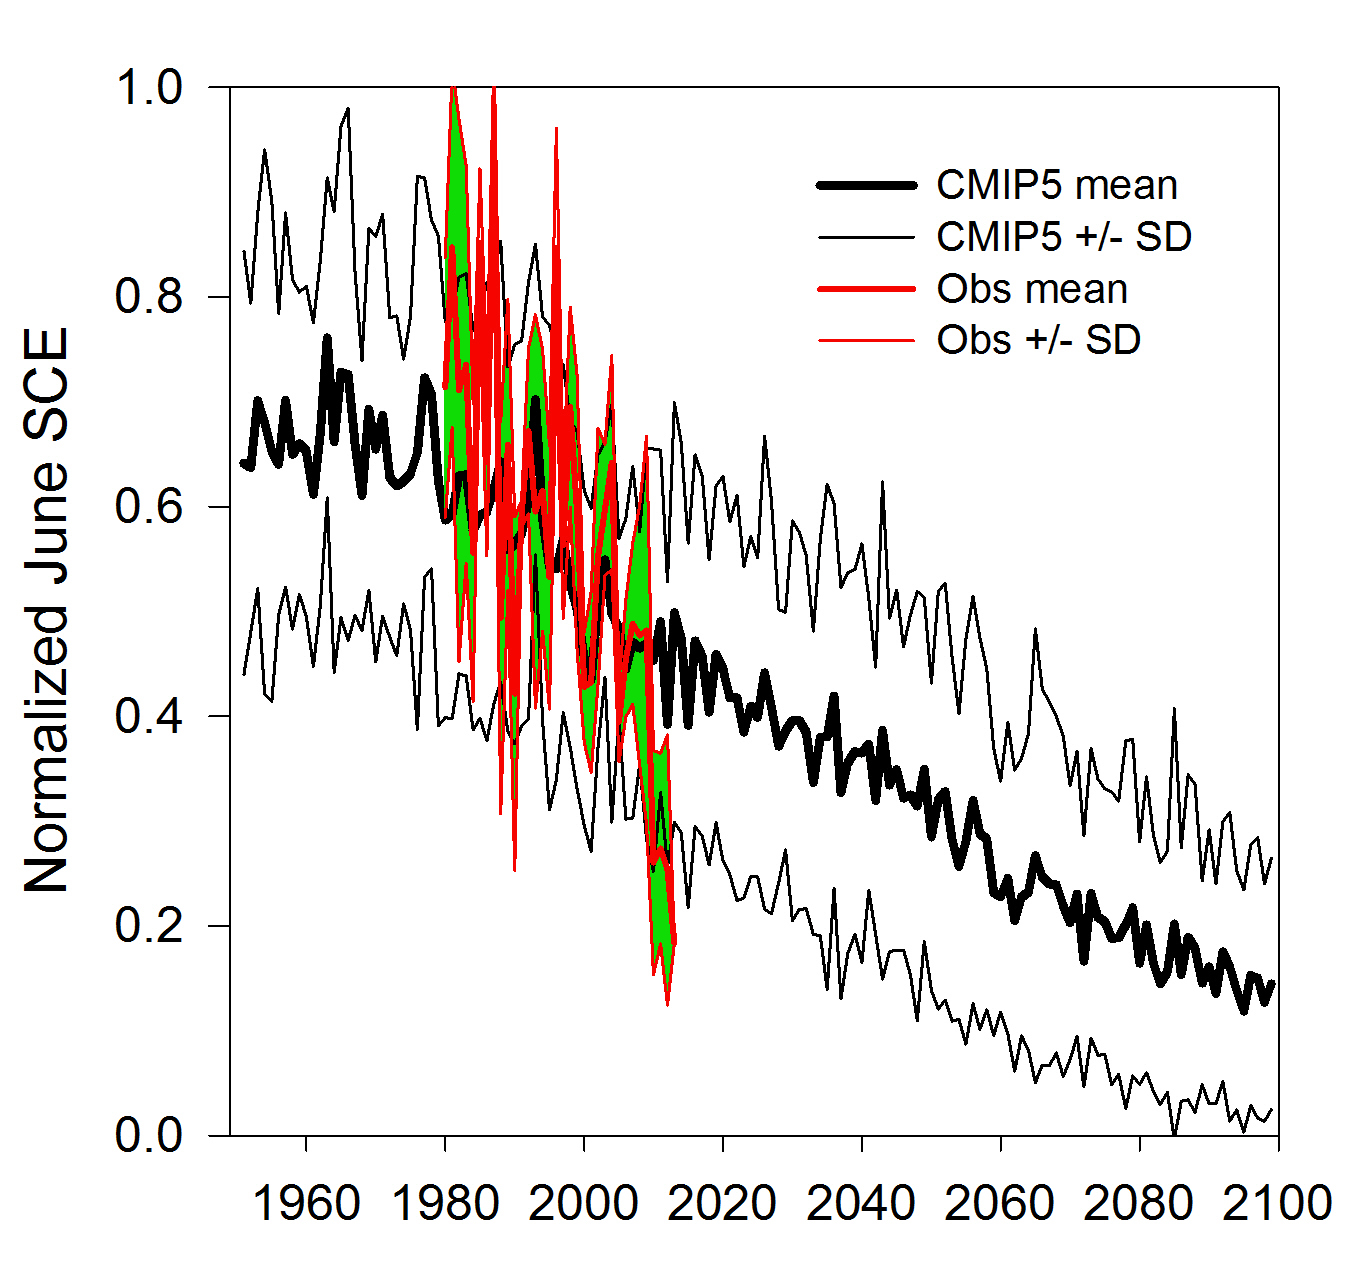 Normalized June SCE
1.0
0.8
0.6
0.4
0.2
0.0
CMIP5 mean
CMIP5 +/- SD
Obs mean
Obs +/- SD
1960 1980 2000 2020 2040 2060 2080 2100